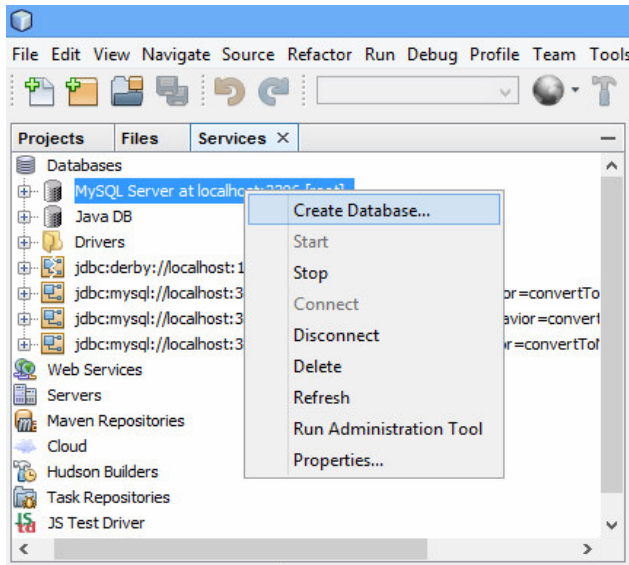 File Edit View Navigate Source Refactor Run Debug Profile Team Tools
Projects Files Services
Databases
MySQL Server at localhost:3306 [root]
Create Database...
Java DB
Start
Drivers
Stop
jdbc:derby://localhost:1
jdbc:mysql://localhost:3 or=convertTo
Connect
jdbc:mysql://localhost:3 avior=convert
Disconnect
jdbc:mysql://localhost:3 r=convertToN
Web Services
Delete
Servers
Refresh
Maven Repositories
Run Administration Tool
Cloud
Properties...
Hudson Builders
Task Repositories
JS Test Driver